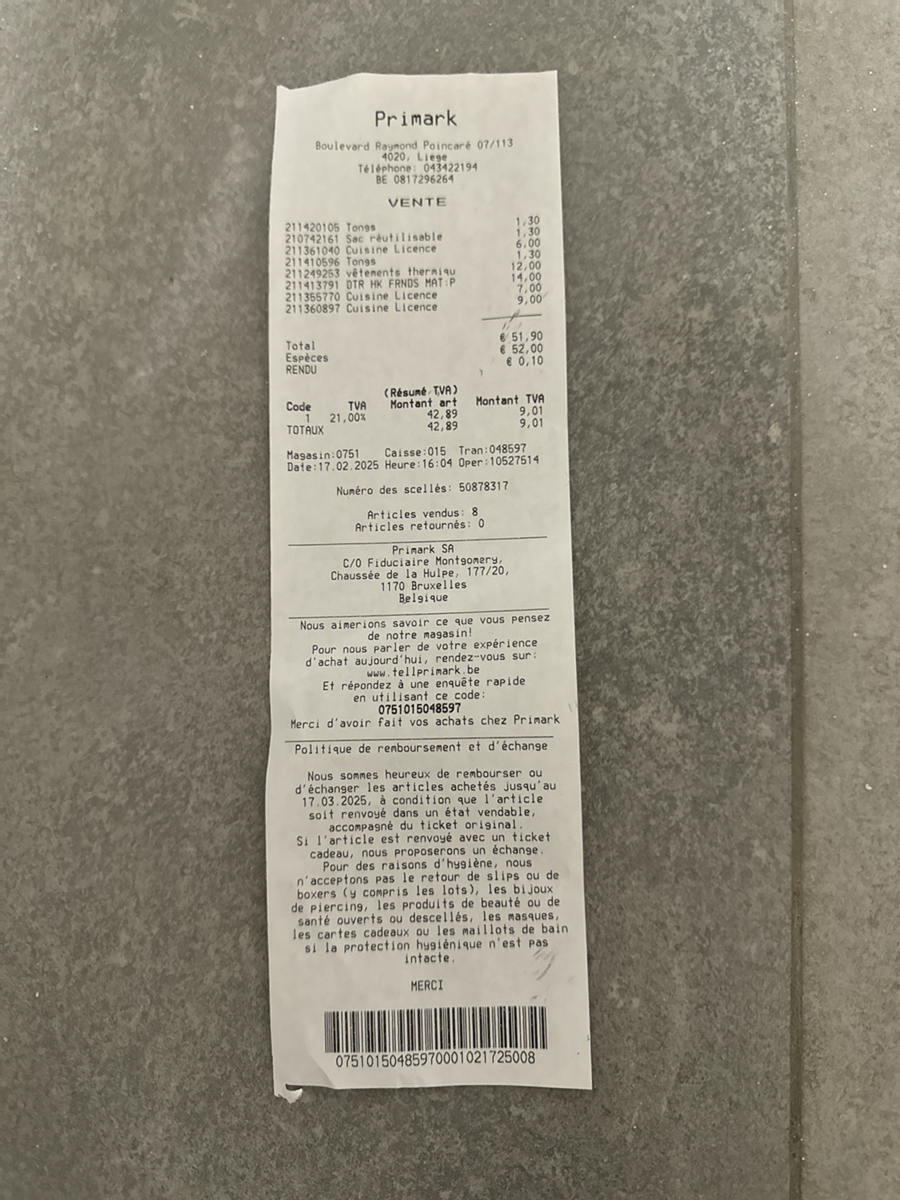 Primark
Boulevard Raymond Poincaré 07/113
4020, Liege
Téléphone: 043422194
BE 0817296264
VENTE
211420105 Tongs 1,30
210742161 Sac réutilisable 1,30
211361040 Cuisine Licence 6,00
211410596 Tongs 1,30
211249253 vêtements thermiqu 12,00
211413791 DTR HK FRNDS MAT:P 14,00
211355770 Cuisine Licence 7,00
211360897 Cuisine Licence 9,00
Total € 51,90
Espèces € 52,00
RENDU € 0,10
(Résumé TVA)
Code TVA Montant art Montant TVA
1 21,00% 42,89 9,01
TOTAUX 42,89 9,01
Magasin:0751 Caisse:015 Tran:048597
Date:17.02.2025 Heure:16:04 Oper:10527514
Numéro des scellés: 50878317
Articles vendus: 8
Articles retournés: 0
Primark SA
C/O Fiduciaire Montgomery,
Chaussée de la Hulpe, 177/20,
1170 Bruxelles
Belgique
Nous aimerions savoir ce que vous pensez
de notre magasin!
Pour nous parler de votre expérience
d'achat aujourd'hui, rendez-vous sur:
www.tellprimark.be
Et répondez à une enquête rapide
en utilisant ce code:
0751015048597
Merci d'avoir fait vos achats chez Primark
Politique de remboursement et d'échange
Nous sommes heureux de rembourser ou
d'échanger les articles achetés jusqu'au
17.03.2025, à condition que l'article
soit renvoyé dans un état vendable,
accompagné du ticket original.
Si l'article est renvoyé avec un ticket
cadeau, nous proposerons un échange.
Pour des raisons d'hygiène, nous
n'acceptons pas le retour de slips ou de
boxers (y compris les lots), les bijoux
de piercing, les produits de beauté ou de
santé ouverts ou descellés, les masques,
les cartes cadeaux ou les maillots de bain
si la protection hygiénique n'est pas
intacte.
MERCI
07510150485970001021725008